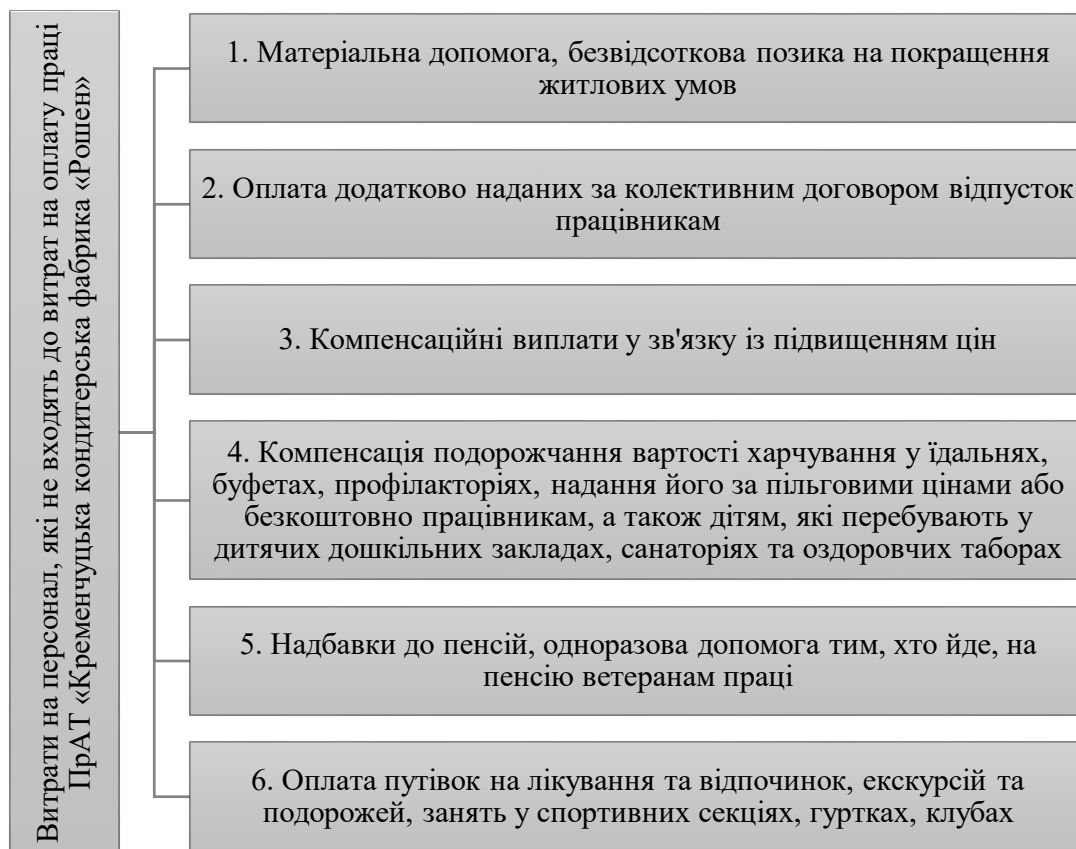 Витрати на персонал, які не входять до витрат на оплату праці
ПрАТ «Кременчуцька кондитерська фабрика «Рошен»
1. Матеріальна допомога, безвідсоткова позика на покращення
житлових умов
2. Оплата додатково наданих за колективним договором відпусток
працівникам
3. Компенсаційні виплати у зв'язку із підвищенням цін
4. Компенсація подорожчання вартості харчування у їдальнях,
буфетах, профілакторіях, надання його за пільговими цінами або
безкоштовно працівникам, а також дітям, які перебувають у
дитячих дошкільних закладах, санаторіях та оздоровчих таборах
5. Надбавки до пенсій, одноразова допомога тим, хто йде, на
пенсію ветеранам праці
6. Оплата путівок на лікування та відпочинок, екскурсій та
подорожей, занять у спортивних секціях, гуртках, клубах